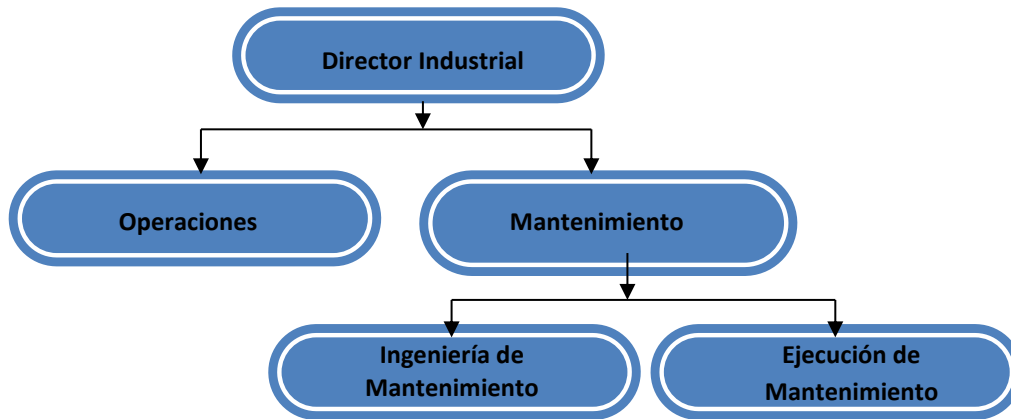 Director Industrial
Operaciones
Mantenimiento
Ingeniería de
Mantenimiento
Ejecución de
Mantenimiento